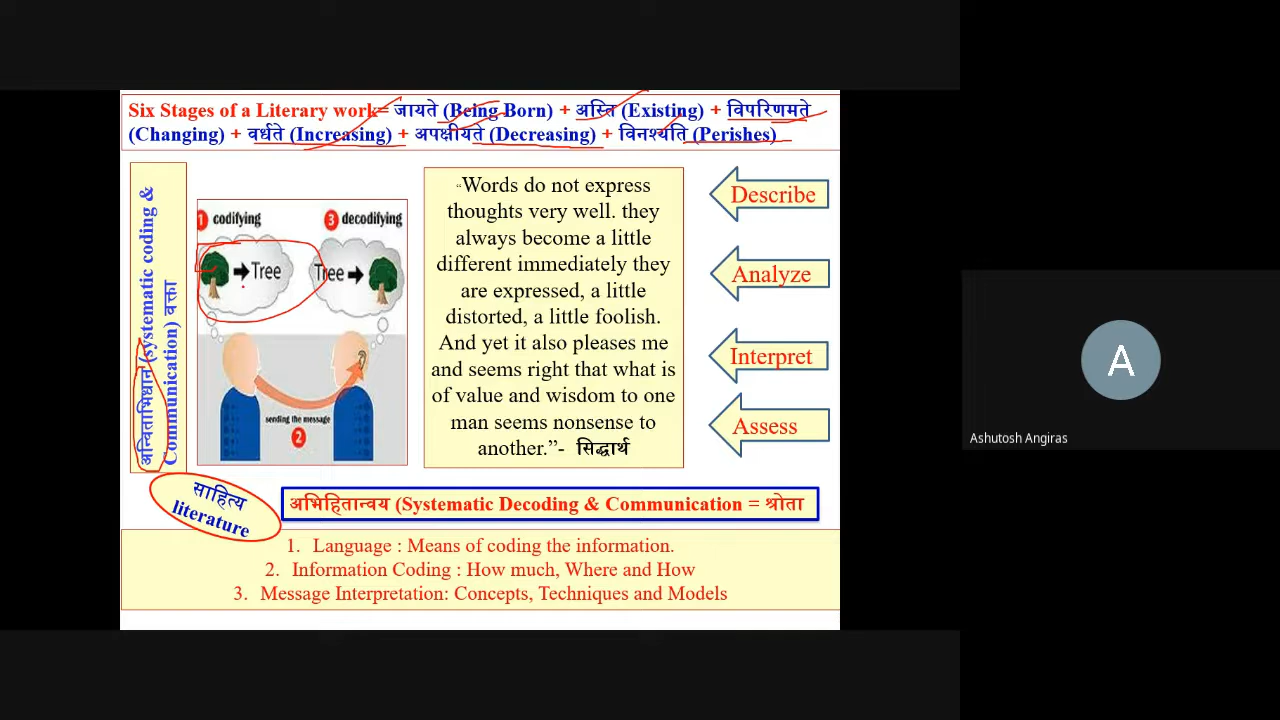 Six Stages of a Literary work= जायते (Being Born) + अस्ति (Existing) + विपरिणमते
(Changing) + वर्धते (Increasing) + अपक्षीयते (Decreasing) + विनश्यति (Perishes)
अन्विताभिधान (systematic coding &
Communication) वक्ता
1 codifying
3 decodifying
Tree
Tree
sending the message
2
“Words do not express
thoughts very well. they
always become a little
different immediately they
are expressed, a little
distorted, a little foolish.
And yet it also pleases me
and seems right that what is
of value and wisdom to one
man seems nonsense to
another.”- सिद्धार्थ
Describe
Analyze
Interpret
Assess
साहित्य
literature
अभिहितान्वय (Systematic Decoding & Communication = श्रोता
1. Language : Means of coding the information.
2. Information Coding : How much, Where and How
3. Message Interpretation: Concepts, Techniques and Models
A
Ashutosh Angiras